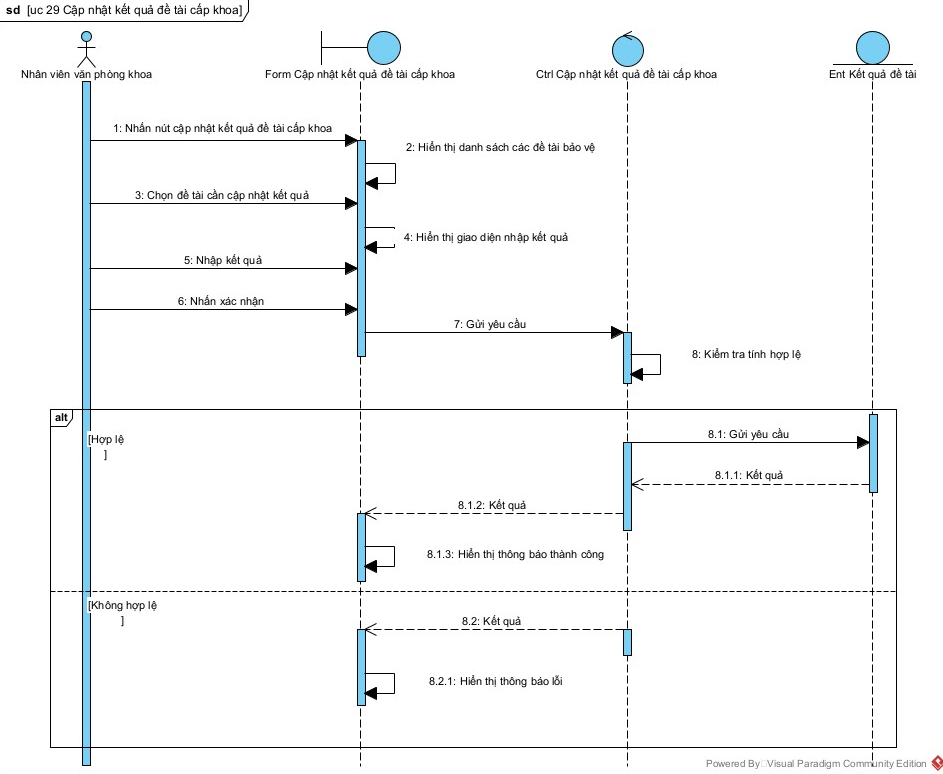 sd [uc 29 Cập nhật kết quả đề tài cấp khoa]
Nhân viên văn phòng khoa
Form Cập nhật kết quả đề tài cấp khoa
Ctrl Cập nhật kết quả đề tài cấp khoa
Ent Kết quả đề tài
1: Nhấn nút cập nhật kết quả đề tài cấp khoa
2: Hiển thị danh sách các đề tài bảo vệ
3: Chọn đề tài cần cập nhật kết quả
4: Hiển thị giao diện nhập kết quả
5: Nhập kết quả
6: Nhấn xác nhận
7: Gửi yêu cầu
8: Kiểm tra tính hợp lệ
alt
[Hợp lệ
]
8.1: Gửi yêu cầu
8.1.1: Kết quả
8.1.2: Kết quả
8.1.3: Hiển thị thông báo thành công
[Không hợp lệ
]
8.2: Kết quả
8.2.1: Hiển thị thông báo lỗi
Powered By Visual Paradigm Community Edition